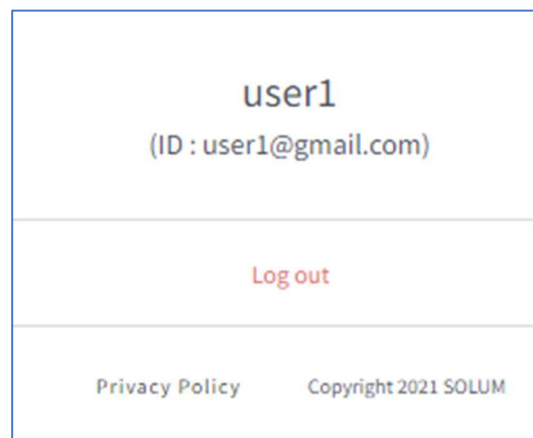 user1
(ID : user1@gmail.com)
Log out
Privacy Policy Copyright 2021 SOLUM